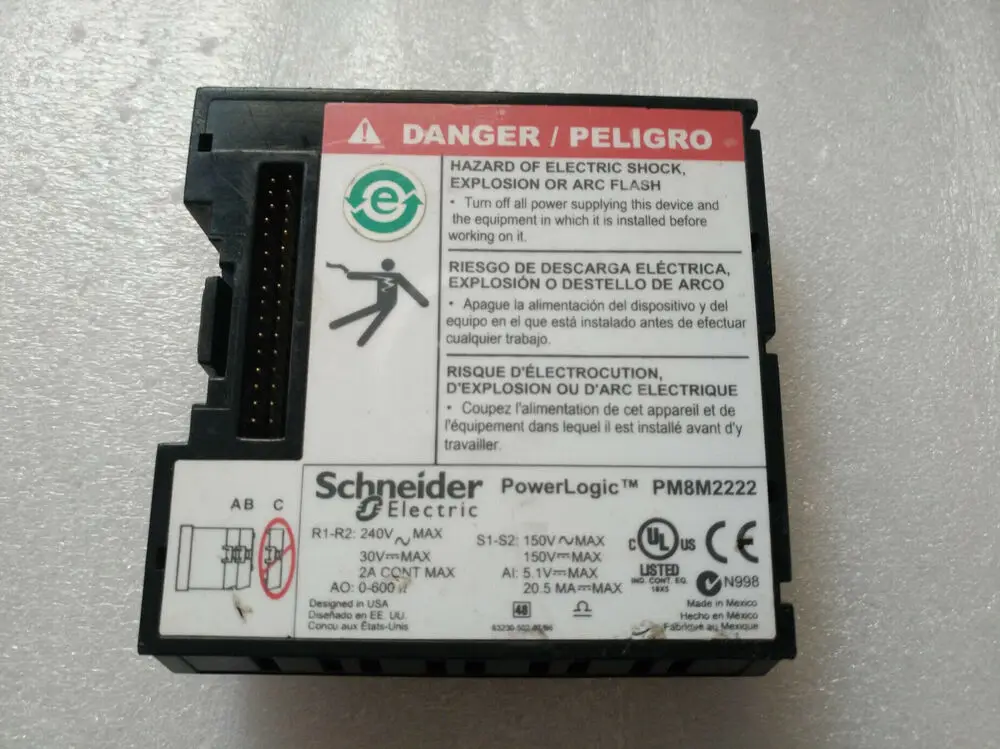 DANGER / PELIGRO
HAZARD OF ELECTRIC SHOCK,
EXPLOSION OR ARC FLASH
• Turn off all power supplying this device and
the equipment in which it is installed before
working on it.
RIESGO DE DESCARGA ELÉCTRICA,
EXPLOSIÓN O DESTELLO DE ARCO
• Apague la alimentación del dispositivo y del
equipo en el que está instalado antes de efectuar
cualquier trabajo.
RISQUE D'ÉLECTROCUTION,
D'EXPLOSION OU D'ARC ELECTRIQUE
• Coupez l'alimentation de cet appareil et de
l'équipement dans lequel il est installé avant d'y
travailler.
A B C
Schneider
Electric
PowerLogic™ PM8M2222
R1-R2: 240V MAX
30V MAX
2A CONT MAX
AO: 0-600 Ω
S1-S2: 150V MAX
150V MAX
AI: 5.1V MAX
20.5 MA MAX
C UL US
LISTED
IND. CONT. EQ.
18X5
CE
N998
Designed in USA
Diseñado en EE. UU.
Concu aux États-Unis
48
Made in Mexico
Hecho en México
Fabriqué au Mexique